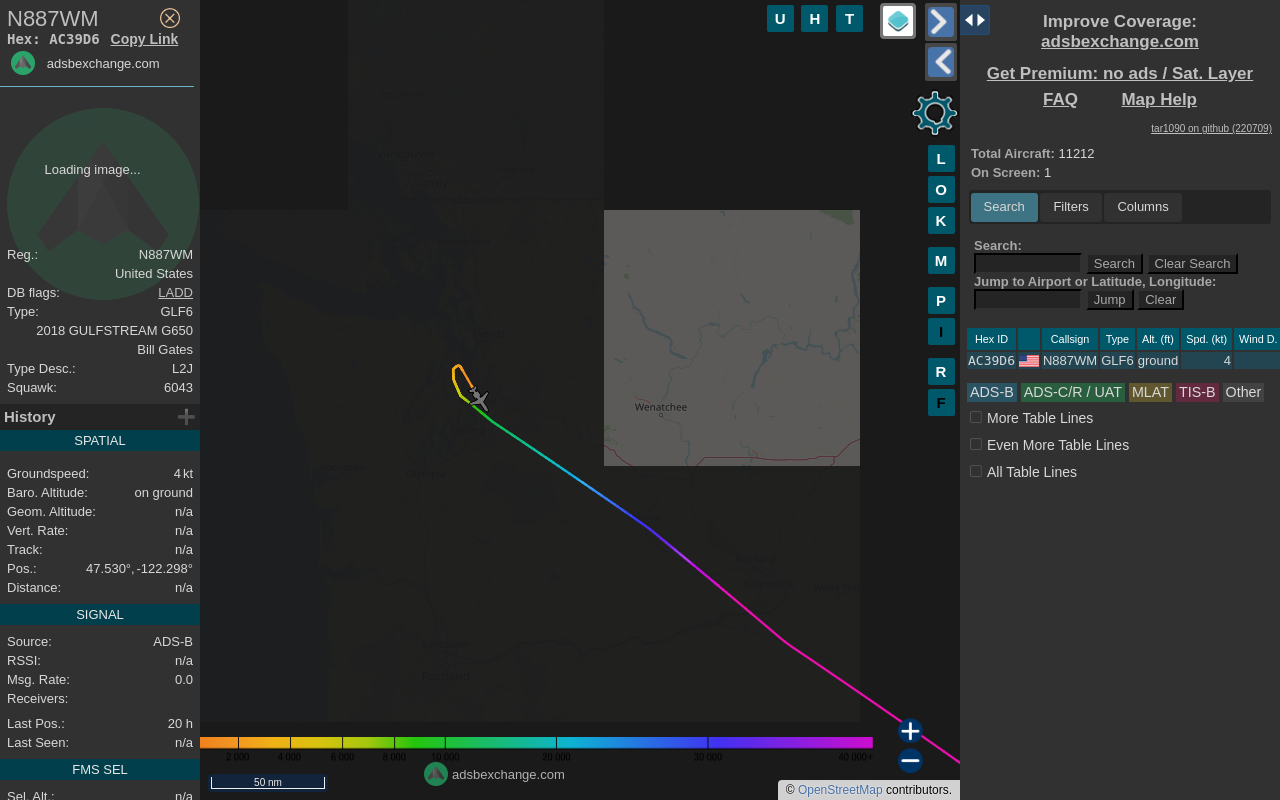 N887WM
Hex: AC39D6 Copy Link
adsbexchange.com
Loading image...
Reg.: N887WM
United States
DB flags: LADD
Type: GLF6
2018 GULFSTREAM G650
Bill Gates
Type Desc.: L2J
Squawk: 6043
History
SPATIAL
Groundspeed: 4 kt
Baro. Altitude: on ground
Geom. Altitude: n/a
Vert. Rate: n/a
Track: n/a
Pos.: 47.530°, -122.298°
Distance: n/a
SIGNAL
Source: ADS-B
RSSI: n/a
Msg. Rate: 0.0
Receivers:
Last Pos.: 20 h
Last Seen: n/a
FMS SEL
Sel. Alt.: n/a
U H T
L
O
K
M
P
I
R
F
Wenatchee
Olympia
Portland
2 000 4 000 6 000 8 000 10 000 20 000 30 000 40 000+
adsbexchange.com
50 nm
© OpenStreetMap contributors.
Improve Coverage:
adsbexchange.com
Get Premium: no ads / Sat. Layer
FAQ Map Help
tar1090 on github (220709)
Total Aircraft: 11212
On Screen: 1
Search Filters Columns
Search:
Search Clear Search
Jump to Airport or Latitude, Longitude:
Jump Clear
Hex ID Callsign Type Alt. (ft) Spd. (kt) Wind D.
AC39D6 N887WM GLF6 ground 4
ADS-B ADS-C/R / UAT MLAT TIS-B Other
More Table Lines
Even More Table Lines
All Table Lines